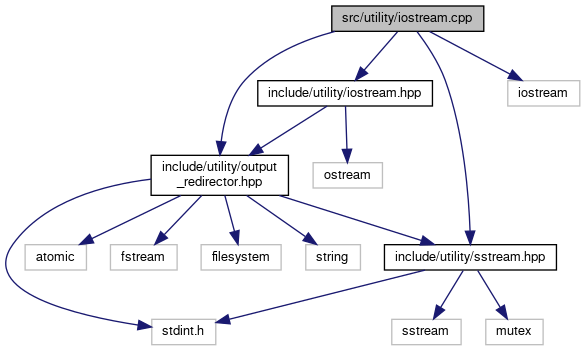 src/utility/iostream.cpp
include/utility/iostream.hpp
iostream
include/utility/output
_redirector.hpp
ostream
atomic
fstream
filesystem
string
include/utility/sstream.hpp
stdint.h
sstream
mutex